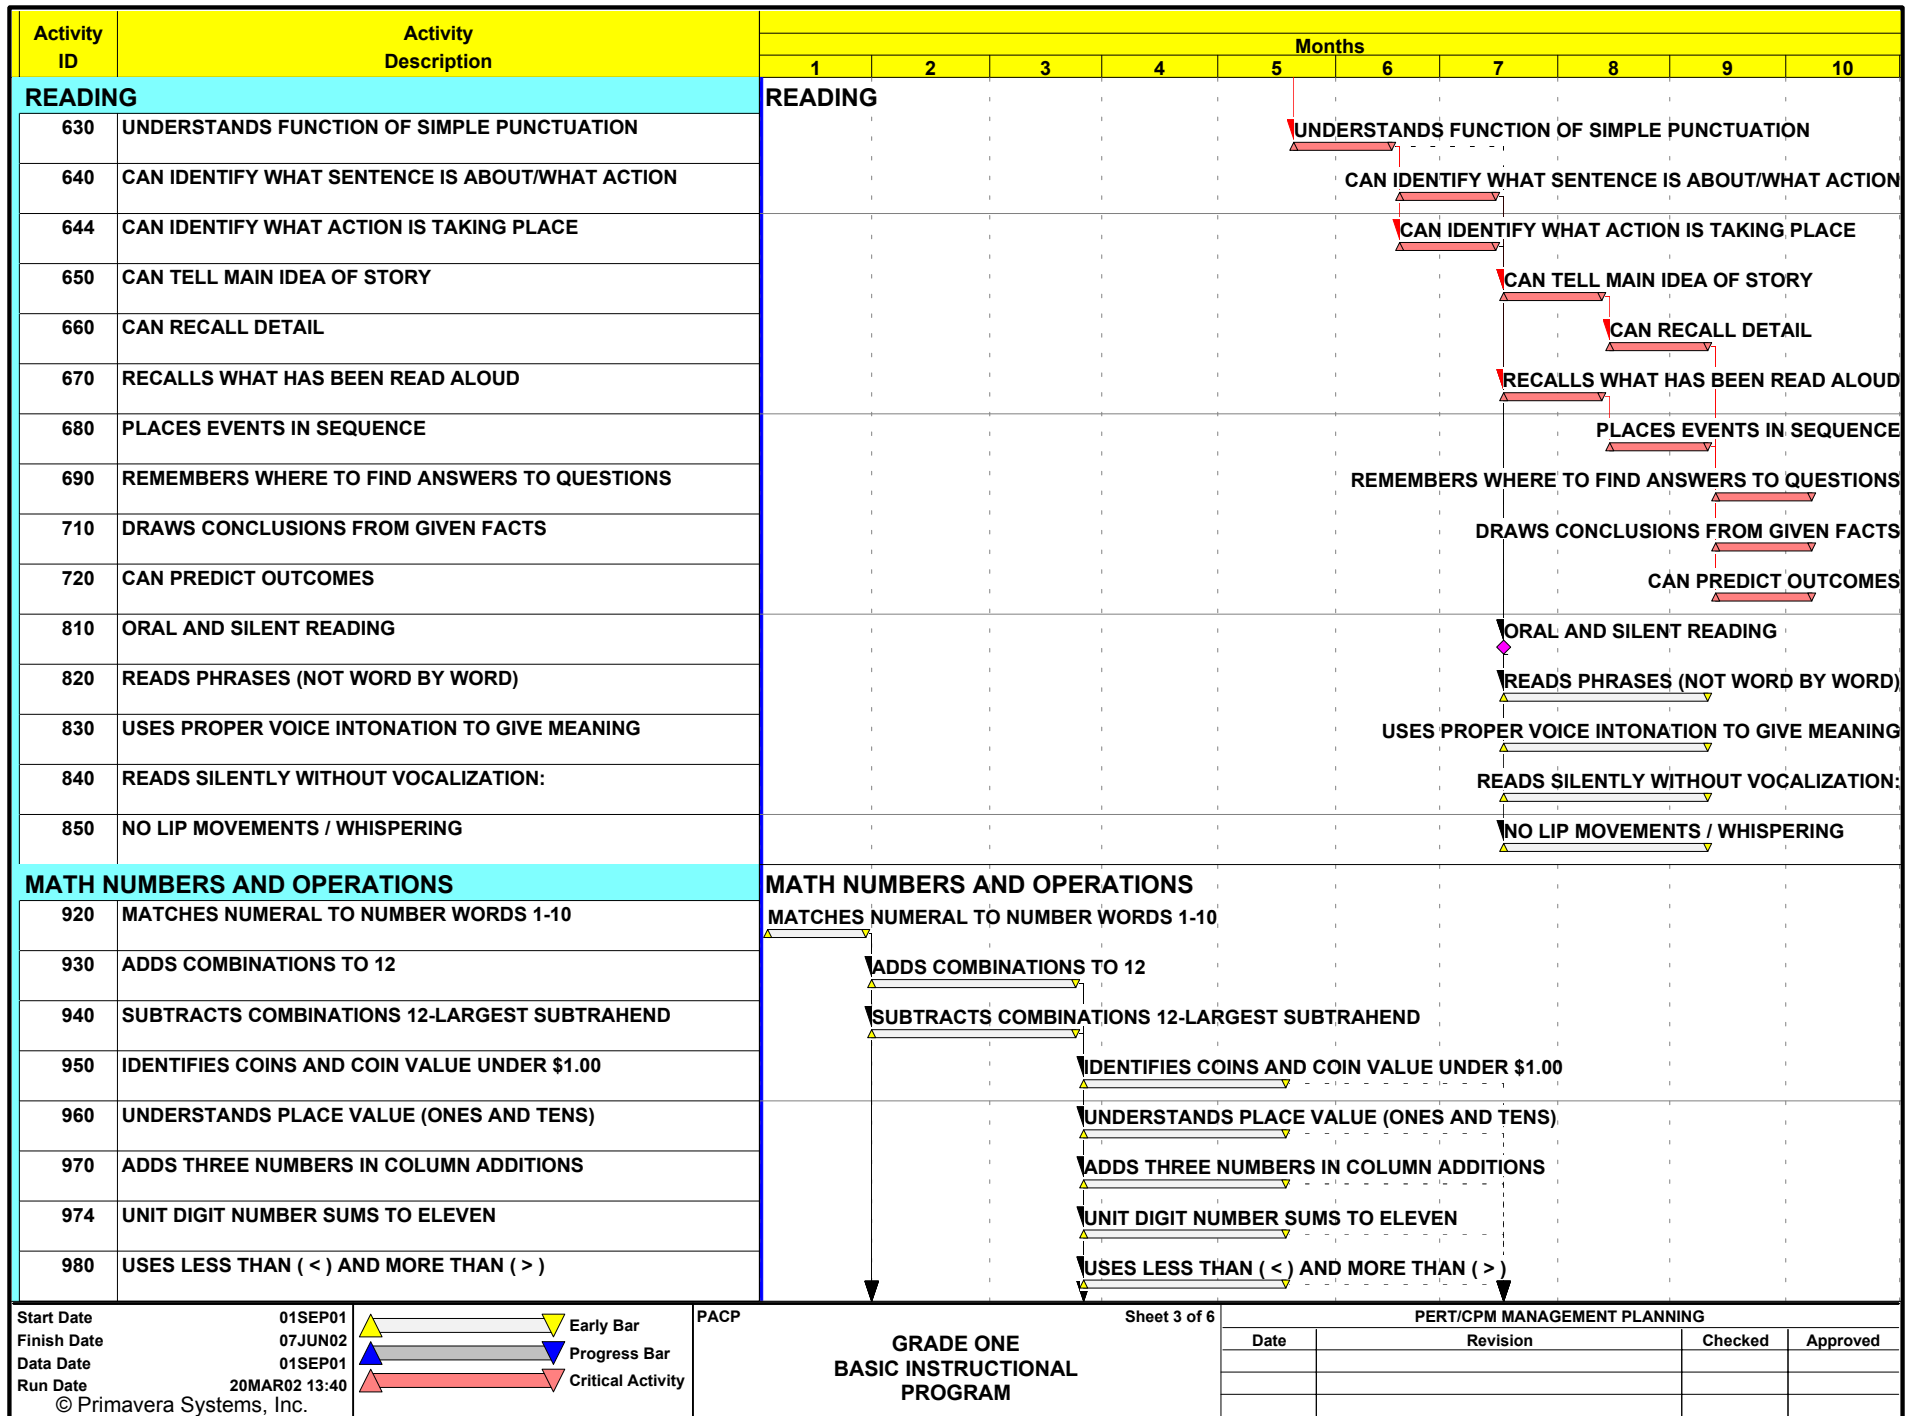 Activity
ID
Activity
Description
Months
1 2 3 4 5 6 7 8 9 10
READING
READING
630 UNDERSTANDS FUNCTION OF SIMPLE PUNCTUATION
UNDERSTANDS FUNCTION OF SIMPLE PUNCTUATION
640 CAN IDENTIFY WHAT SENTENCE IS ABOUT/WHAT ACTION
CAN IDENTIFY WHAT SENTENCE IS ABOUT/WHAT ACTION
644 CAN IDENTIFY WHAT ACTION IS TAKING PLACE
CAN IDENTIFY WHAT ACTION IS TAKING PLACE
650 CAN TELL MAIN IDEA OF STORY
CAN TELL MAIN IDEA OF STORY
660 CAN RECALL DETAIL
CAN RECALL DETAIL
670 RECALLS WHAT HAS BEEN READ ALOUD
RECALLS WHAT HAS BEEN READ ALOUD
680 PLACES EVENTS IN SEQUENCE
PLACES EVENTS IN SEQUENCE
690 REMEMBERS WHERE TO FIND ANSWERS TO QUESTIONS
REMEMBERS WHERE TO FIND ANSWERS TO QUESTIONS
710 DRAWS CONCLUSIONS FROM GIVEN FACTS
DRAWS CONCLUSIONS FROM GIVEN FACTS
720 CAN PREDICT OUTCOMES
CAN PREDICT OUTCOMES
810 ORAL AND SILENT READING
ORAL AND SILENT READING
820 READS PHRASES (NOT WORD BY WORD)
READS PHRASES (NOT WORD BY WORD)
830 USES PROPER VOICE INTONATION TO GIVE MEANING
USES PROPER VOICE INTONATION TO GIVE MEANING
840 READS SILENTLY WITHOUT VOCALIZATION:
READS SILENTLY WITHOUT VOCALIZATION:
850 NO LIP MOVEMENTS / WHISPERING
NO LIP MOVEMENTS / WHISPERING
MATH NUMBERS AND OPERATIONS
MATH NUMBERS AND OPERATIONS
920 MATCHES NUMERAL TO NUMBER WORDS 1-10
MATCHES NUMERAL TO NUMBER WORDS 1-10
930 ADDS COMBINATIONS TO 12
ADDS COMBINATIONS TO 12
940 SUBTRACTS COMBINATIONS 12-LARGEST SUBTRAHEND
SUBTRACTS COMBINATIONS 12-LARGEST SUBTRAHEND
950 IDENTIFIES COINS AND COIN VALUE UNDER $1.00
IDENTIFIES COINS AND COIN VALUE UNDER $1.00
960 UNDERSTANDS PLACE VALUE (ONES AND TENS)
UNDERSTANDS PLACE VALUE (ONES AND TENS)
970 ADDS THREE NUMBERS IN COLUMN ADDITIONS
ADDS THREE NUMBERS IN COLUMN ADDITIONS
974 UNIT DIGIT NUMBER SUMS TO ELEVEN
UNIT DIGIT NUMBER SUMS TO ELEVEN
980 USES LESS THAN ( < ) AND MORE THAN ( > )
USES LESS THAN ( < ) AND MORE THAN ( > )
Start Date 01SEP01
Finish Date 07JUN02
Data Date 01SEP01
Run Date 20MAR02 13:40
© Primavera Systems, Inc.
Early Bar
Progress Bar
Critical Activity
PACP
Sheet 3 of 6
GRADE ONE
BASIC INSTRUCTIONAL
PROGRAM
PERT/CPM MANAGEMENT PLANNING
Date Revision Checked Approved